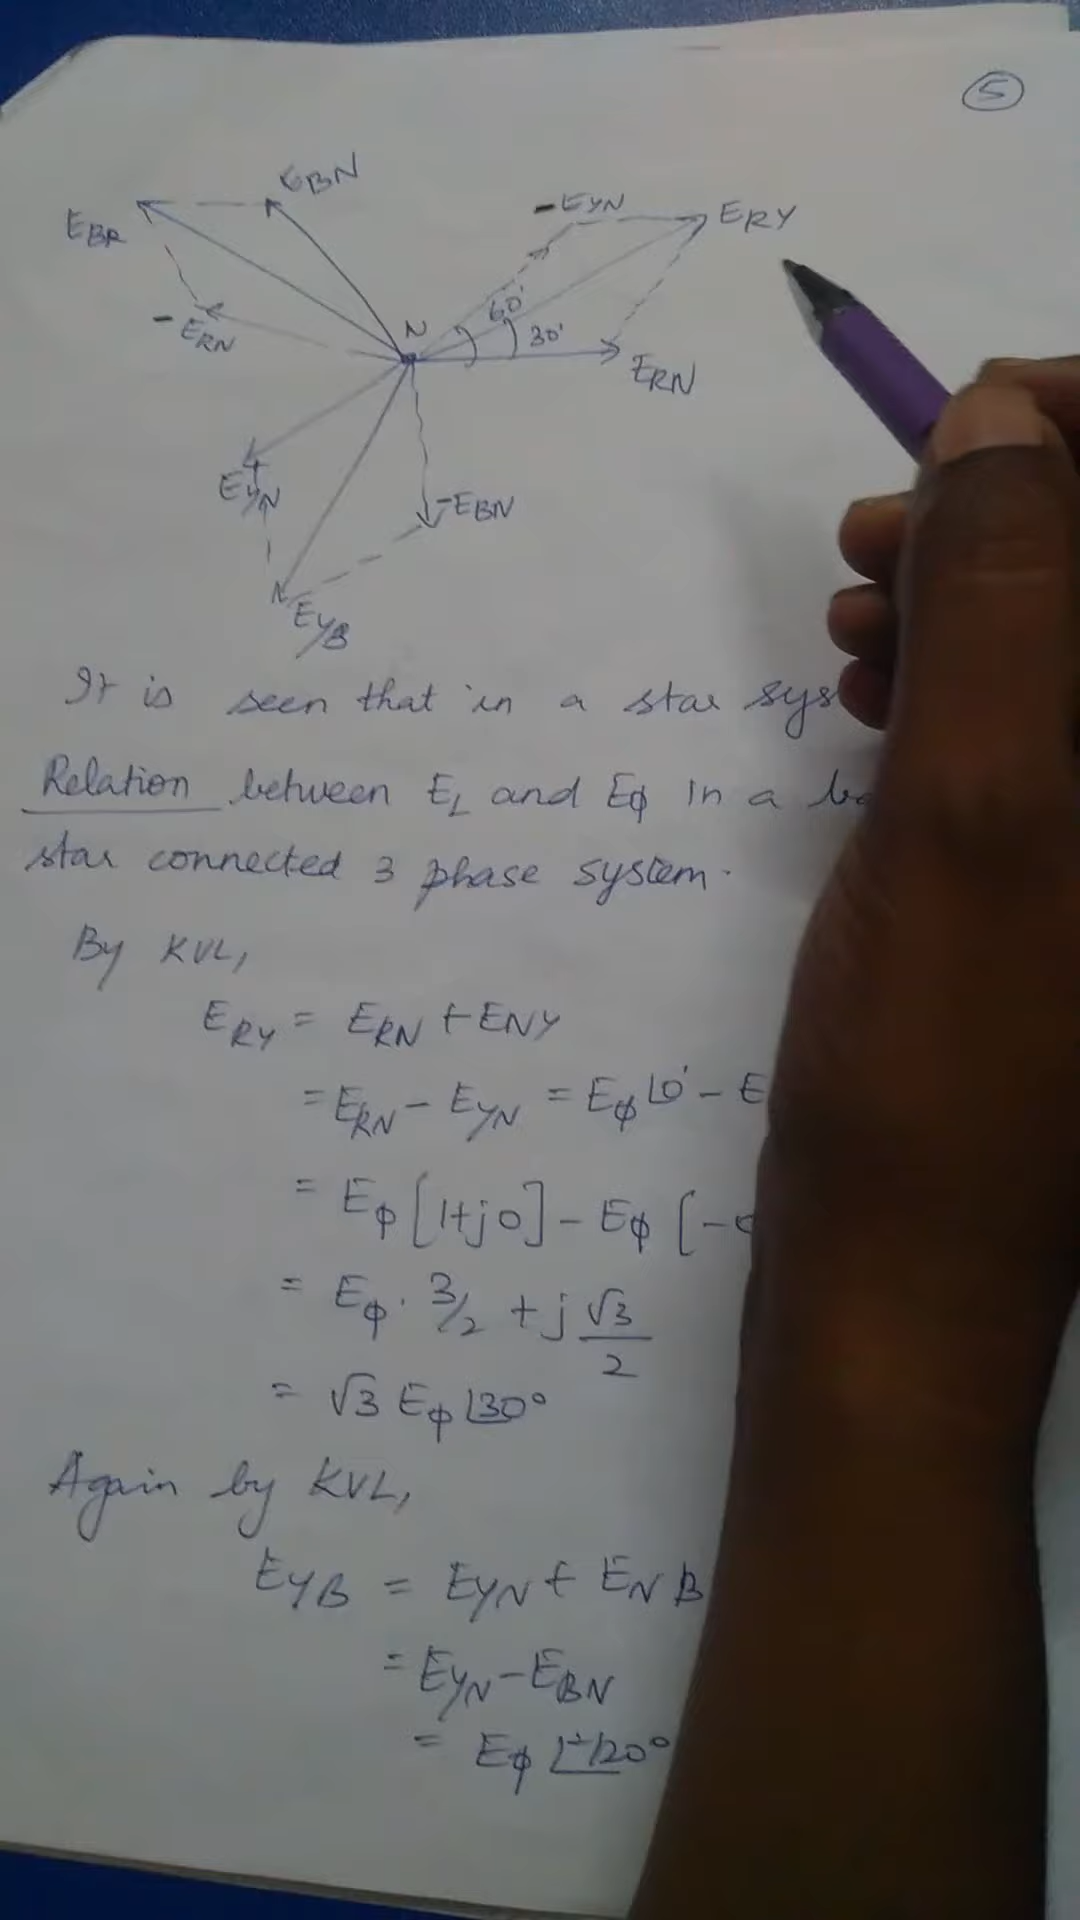 5
EBN
EBR
-EYN
ERY
-ERN
N
60°
30°
ERN
EYN
-EBN
EYB
It is seen that in a star sys
Relation between EL and Eϕ in a ba
star connected 3 phase system.
By KVL,
ERY = ERN + ENY
= ERN - EYN = Eϕ∠0° - E
= Eϕ[1+j0] - Eϕ[-
= Eϕ. 3/2 + j √3/2
= √3 Eϕ∠30°
Again by KVL,
EYB = EYN + ENB
= EYN - EBN
= Eϕ∠-120°